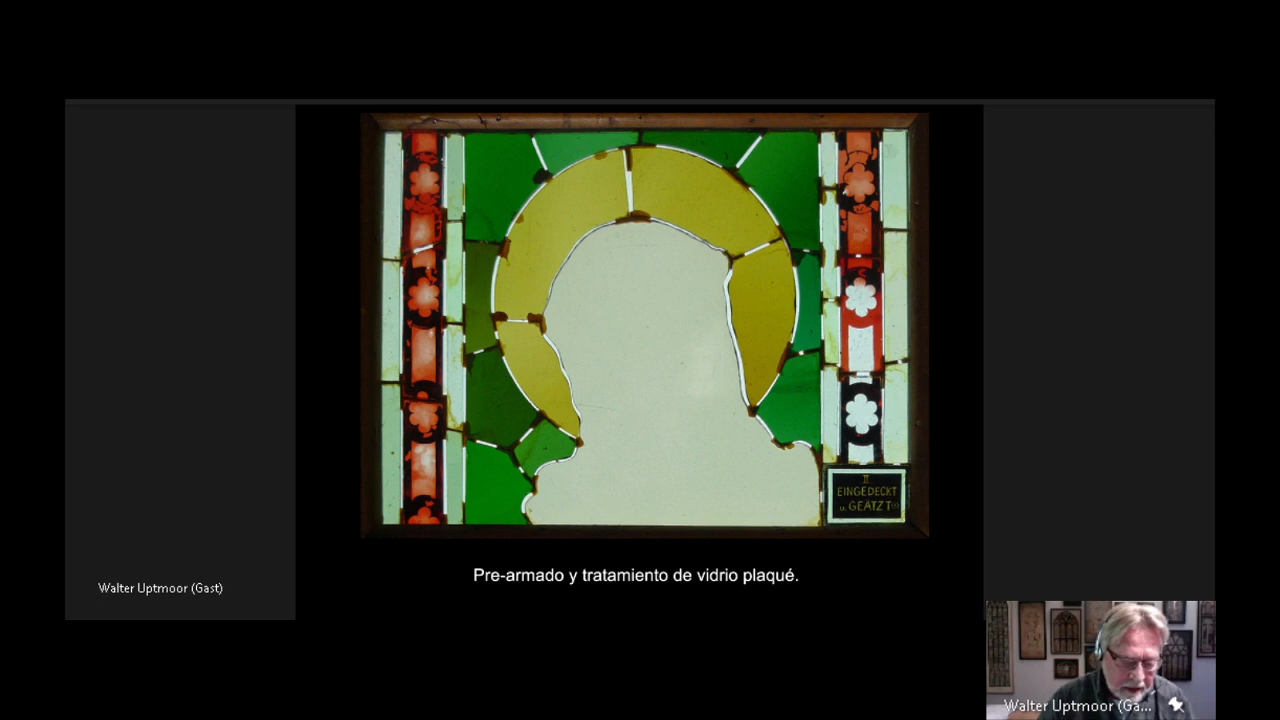 II
EINGEDECKT
u. GEÄTZT
Pre-armado y tratamiento de vidrio plaqué.
Walter Uptmoor (Gast)
Walter Uptmoor (Ga...